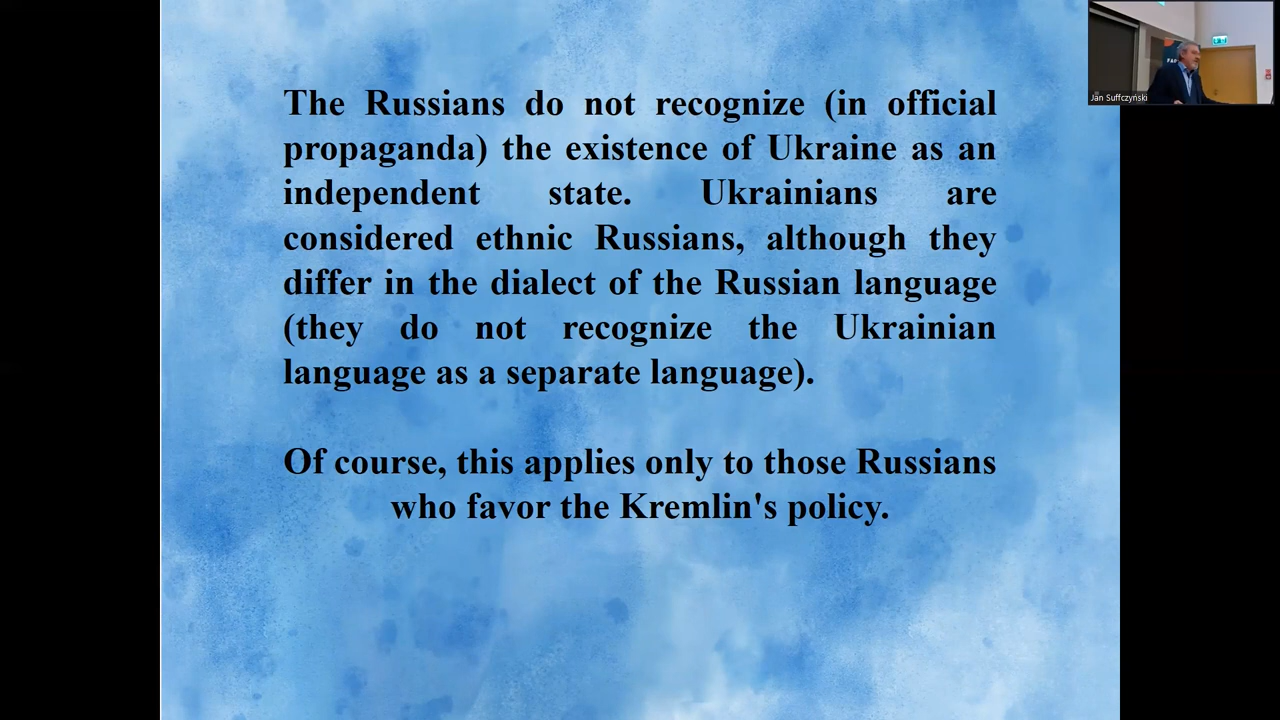 The Russians do not recognize (in official
propaganda) the existence of Ukraine as an
independent state. Ukrainians are
considered ethnic Russians, although they
differ in the dialect of the Russian language
(they do not recognize the Ukrainian
language as a separate language).
Of course, this applies only to those Russians
who favor the Kremlin's policy.
Jan Suffczyński